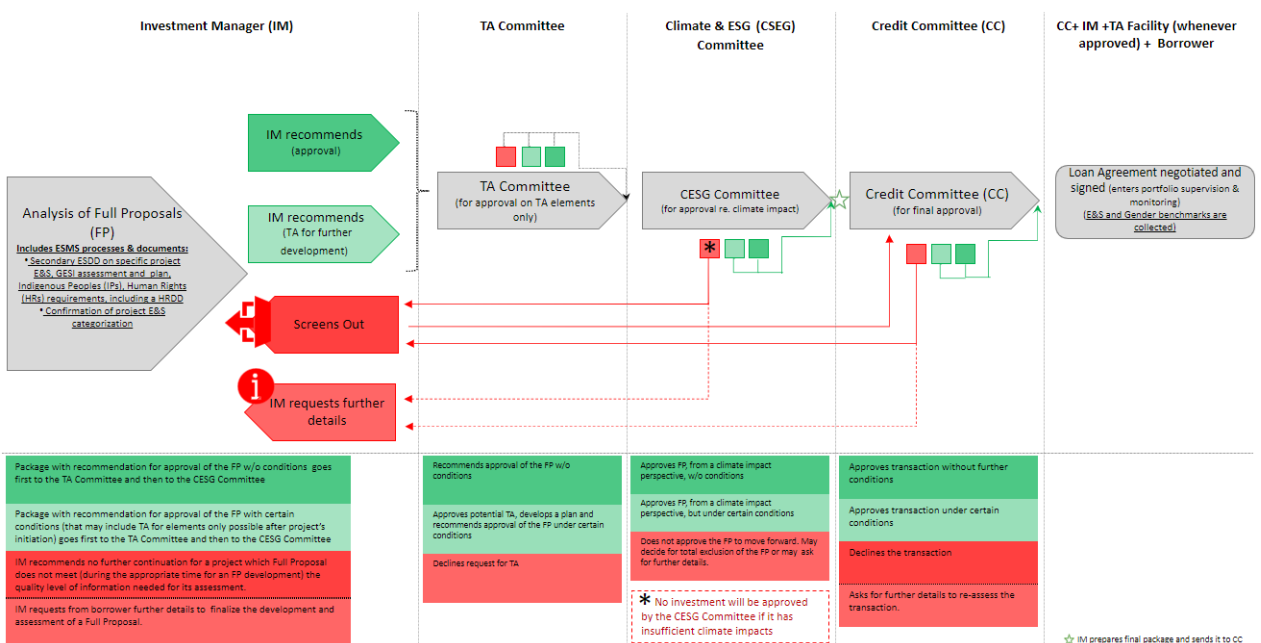 Investment Manager (IM)
TA Committee
Climate & ESG (CSEG)
Committee
Credit Committee (CC)
CC+ IM +TA Facility (whenever
approved) + Borrower
Analysis of Full Proposals
(FP)
Includes ESMS processes & documents:
• Secondary ESDD on specific project
E&S, GESI assessment and plan,
Indigenous Peoples (IPs), Human Rights
(HRs) requirements, including a HRDD
• Confirmation of project E&S
categorization
IM recommends
(approval)
IM recommends
(TA for further
development)
Screens Out
i
IM requests further
details
TA Committee
(for approval on TA elements
only)
CESG Committee
(for approval re. climate impact)
*
Credit Committee (CC)
(for final approval)
Loan Agreement negotiated and
signed (enters portfolio supervision &
monitoring)
(E&S and Gender benchmarks are
collected)
Package with recommendation for approval of the FP w/o conditions goes
first to the TA Committee and then to the CESG Committee
Package with recommendation for approval of the FP with certain
conditions (that may include TA for elements only possible after project's
initiation) goes first to the TA Committee and then to the CESG Committee
IM recommends no further continuation for a project which Full Proposal
does not meet (during the appropriate time for an FP development) the
quality level of information needed for its assessment.
IM requests from borrower further details to finalize the development and
assessment of a Full Proposal.
Recommends approval of the FP w/o
conditions
Approves potential TA, develops a plan and
recommends approval of the FP under certain
conditions
Declines request for TA
Approves FP, from a climate impact
perspective, w/o conditions
Approves FP, from a climate impact
perspective, but under certain conditions
Does not approve the FP to move forward. May
decide for total exclusion of the FP or may ask
for further details.
* No investment will be approved
by the CESG Committee if it has
insufficient climate impacts
Approves transaction without further
conditions
Approves transaction under certain
conditions
Declines the transaction
Asks for further details to re-assess the
transaction.
IM prepares final package and sends it to CC